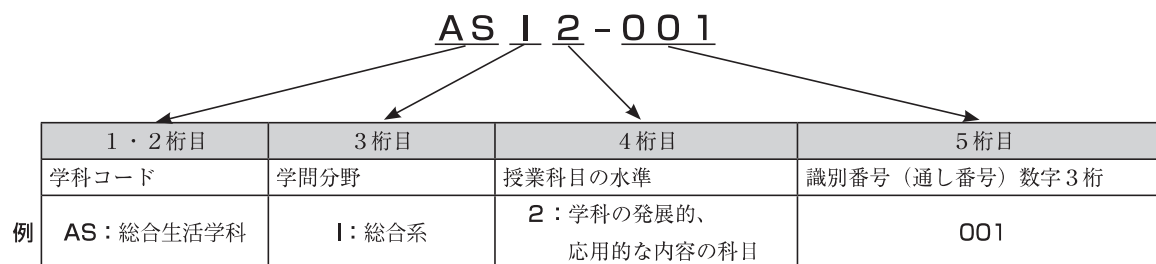 AS I 2-001
1・2桁目 3桁目 4桁目 5桁目
学科コード 学問分野 授業科目の水準 識別番号（通し番号）数字3桁
例 AS：総合生活学科 I：総合系 2：学科の発展的、 001
応用的な内容の科目